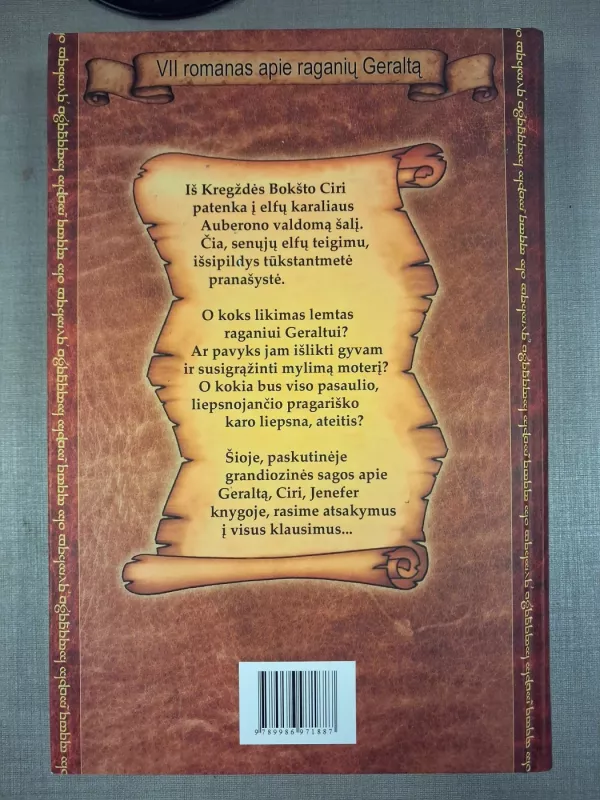 VII romanas apie raganių Geraltą
Iš Kregždės Bokšto Ciri
patenka į elfų karaliaus
Auberono valdomą šalį.
Čia, senųjų elfų teigimu,
išsipildys tūkstantmetė
pranašystė.
O koks likimas lemtas
raganiui Geraltui?
Ar pavyks jam išlikti gyvam
ir susigrąžinti mylimą moterį?
O kokia bus viso pasaulio,
liepsnojančio pragariško
karo liepsna, ateitis?
Šioje, paskutinėje
grandiozinės sagos apie
Geraltą, Ciri, Jenefer
knygoje, rasime atsakymus
į visus klausimus...
9789986971887